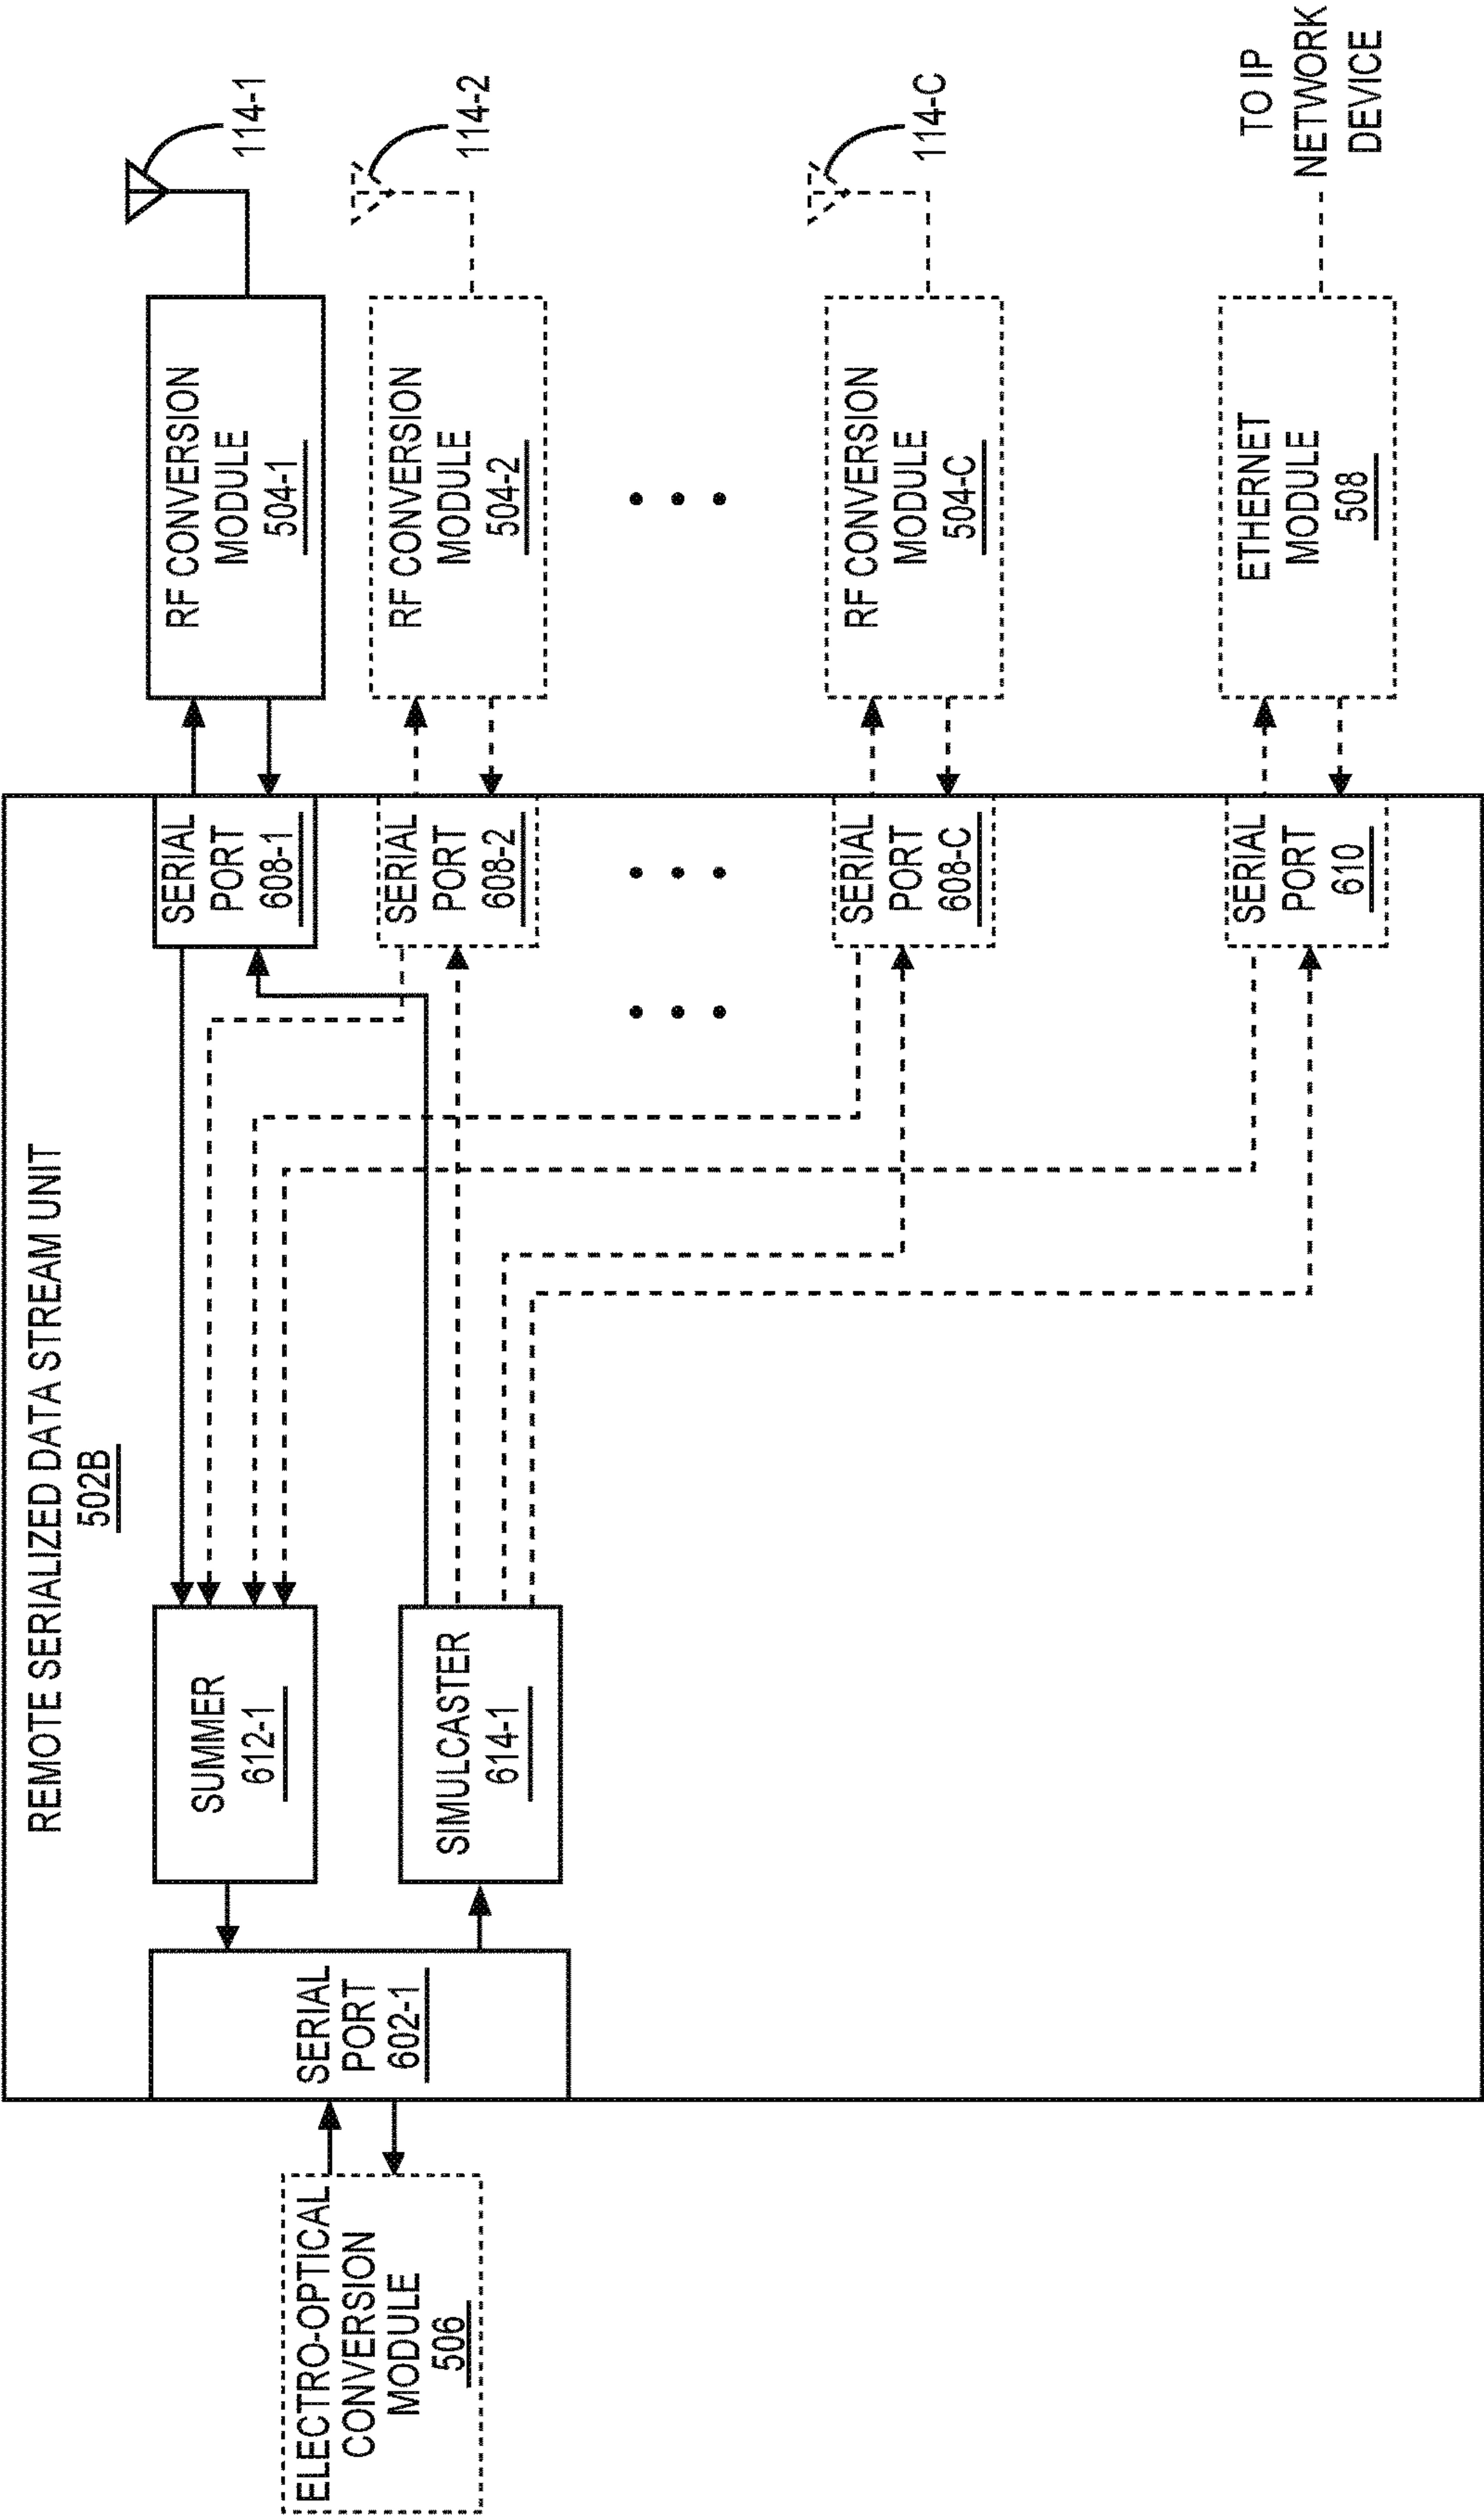 REMOTE SERIALIZED DATA STREAM UNIT
502B
ELECTRO-OPTICAL
CONVERSION
MODULE
506
SERIAL
PORT
602-1
SUMMER
612-1
SIMULCASTER
614-1
SERIAL
PORT
608-1
RF CONVERSION
MODULE
504-1
114-1
SERIAL
PORT
608-2
RF CONVERSION
MODULE
504-2
114-2
SERIAL
PORT
608-C
RF CONVERSION
MODULE
504-C
114-C
SERIAL
PORT
610
ETHERNET
MODULE
508
TO IP
NETWORK
DEVICE